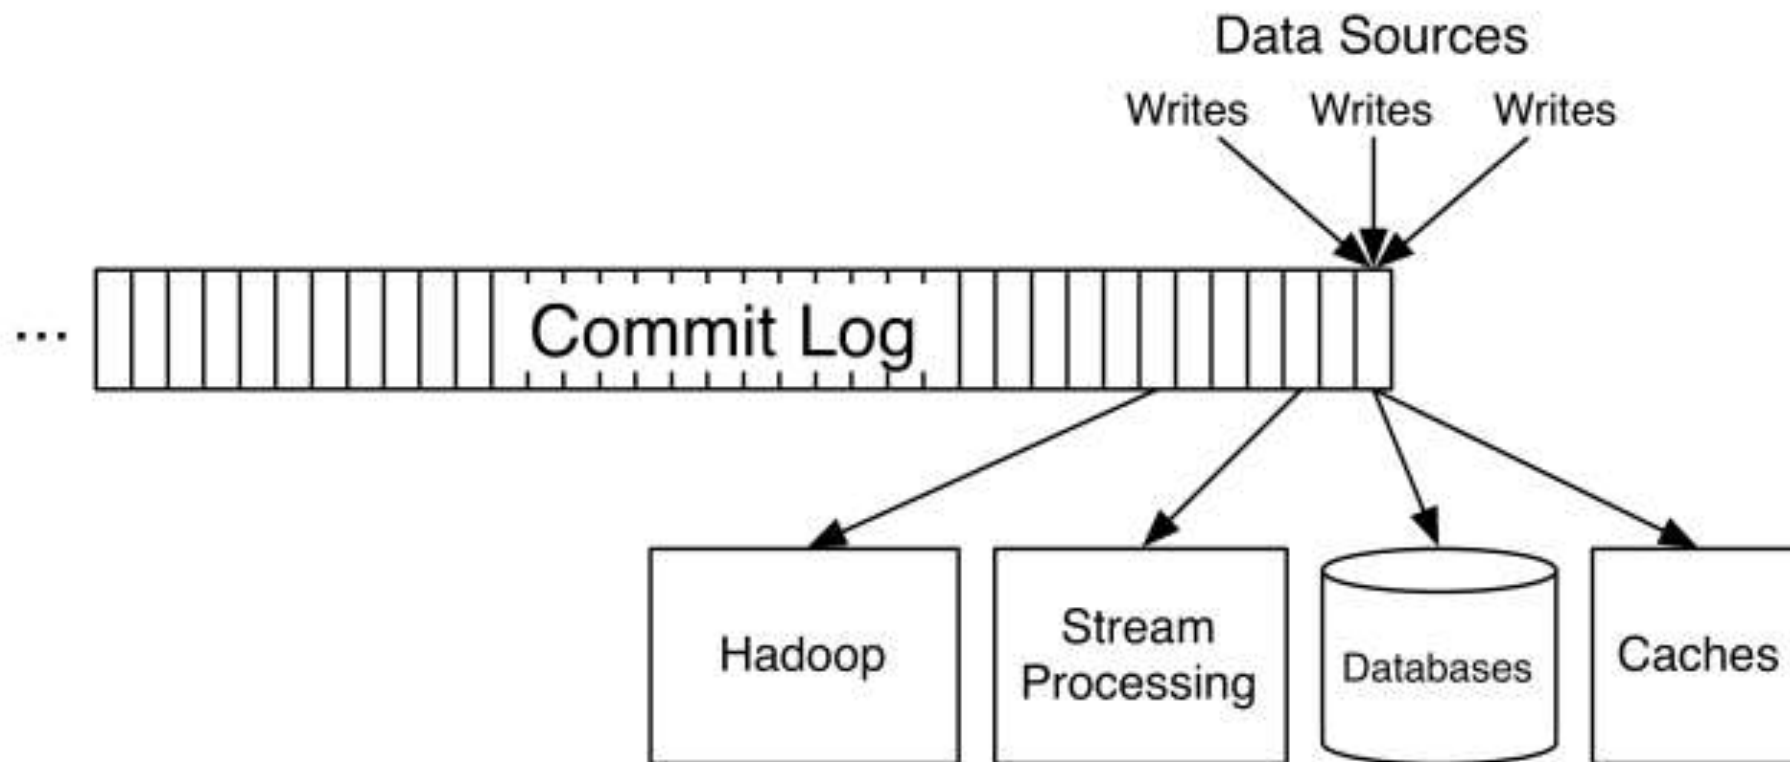 Data Sources
Writes Writes Writes
... Commit Log
Hadoop
Stream
Processing
Databases
Caches